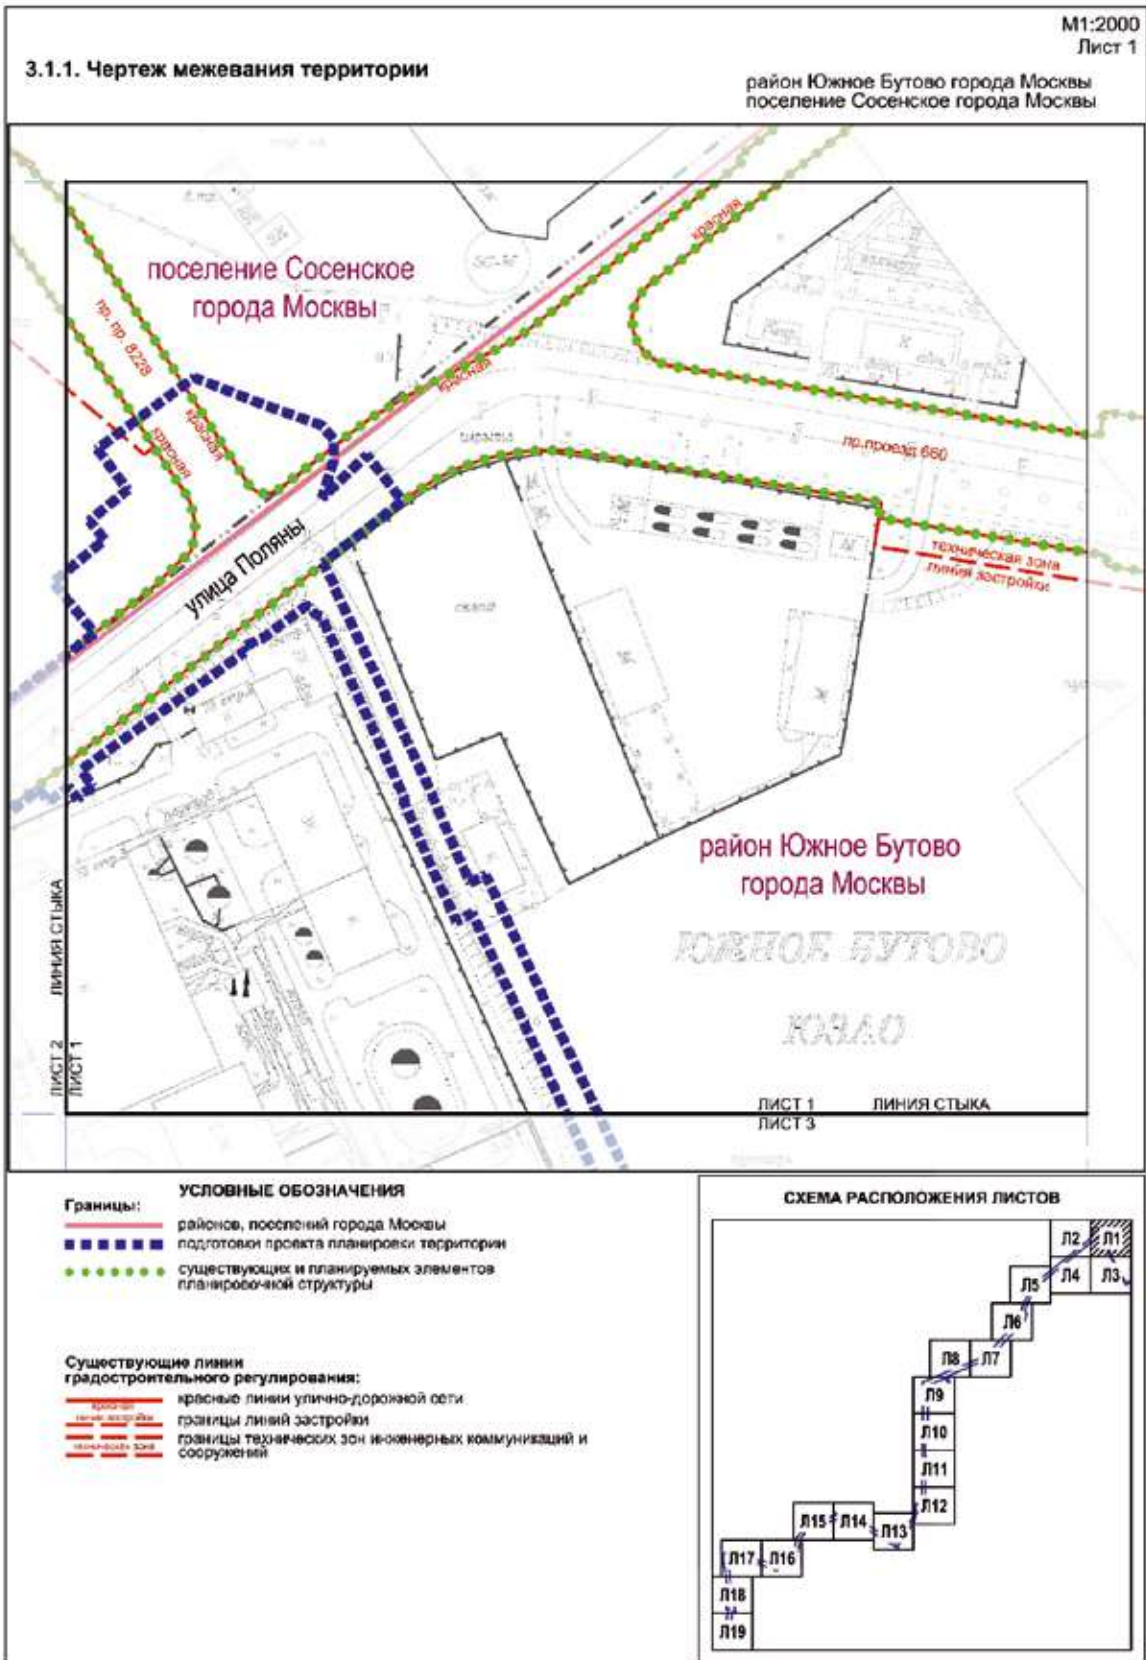 М1:2000
Лист 1
3.1.1. Чертеж межевания территории
район Южное Бутово города Москвы
поселение Сосенское города Москвы
поселение Сосенское
города Москвы
красная
пр. пр. 8228
красная
красная
красная
пр.проезд 660
улица Поляны
техническая зона
линия застройки
район Южное Бутово
города Москвы
ЮЖНОЕ БУТОВО
ЮЗАО
ЛИНИЯ СТЫКА
ЛИСТ 2
ЛИСТ 1
ЛИСТ 1 ЛИНИЯ СТЫКА
ЛИСТ 3
УСЛОВНЫЕ ОБОЗНАЧЕНИЯ
Границы:
районов, поселений города Москвы
подготовки проекта планировки территории
существующих и планируемых элементов
планировочной структуры
Существующие линии
градостроительного регулирования:
красная
красные линии улично-дорожной сети
линия застройки
границы линий застройки
техническая зона
границы технических зон инженерных коммуникаций и
сооружений
СХЕМА РАСПОЛОЖЕНИЯ ЛИСТОВ
Л2 Л1
Л4 Л3
Л5
Л6
Л8 Л7
Л9
Л10
Л11
Л12
Л15 Л14 Л13
Л17 Л16
Л18
Л19